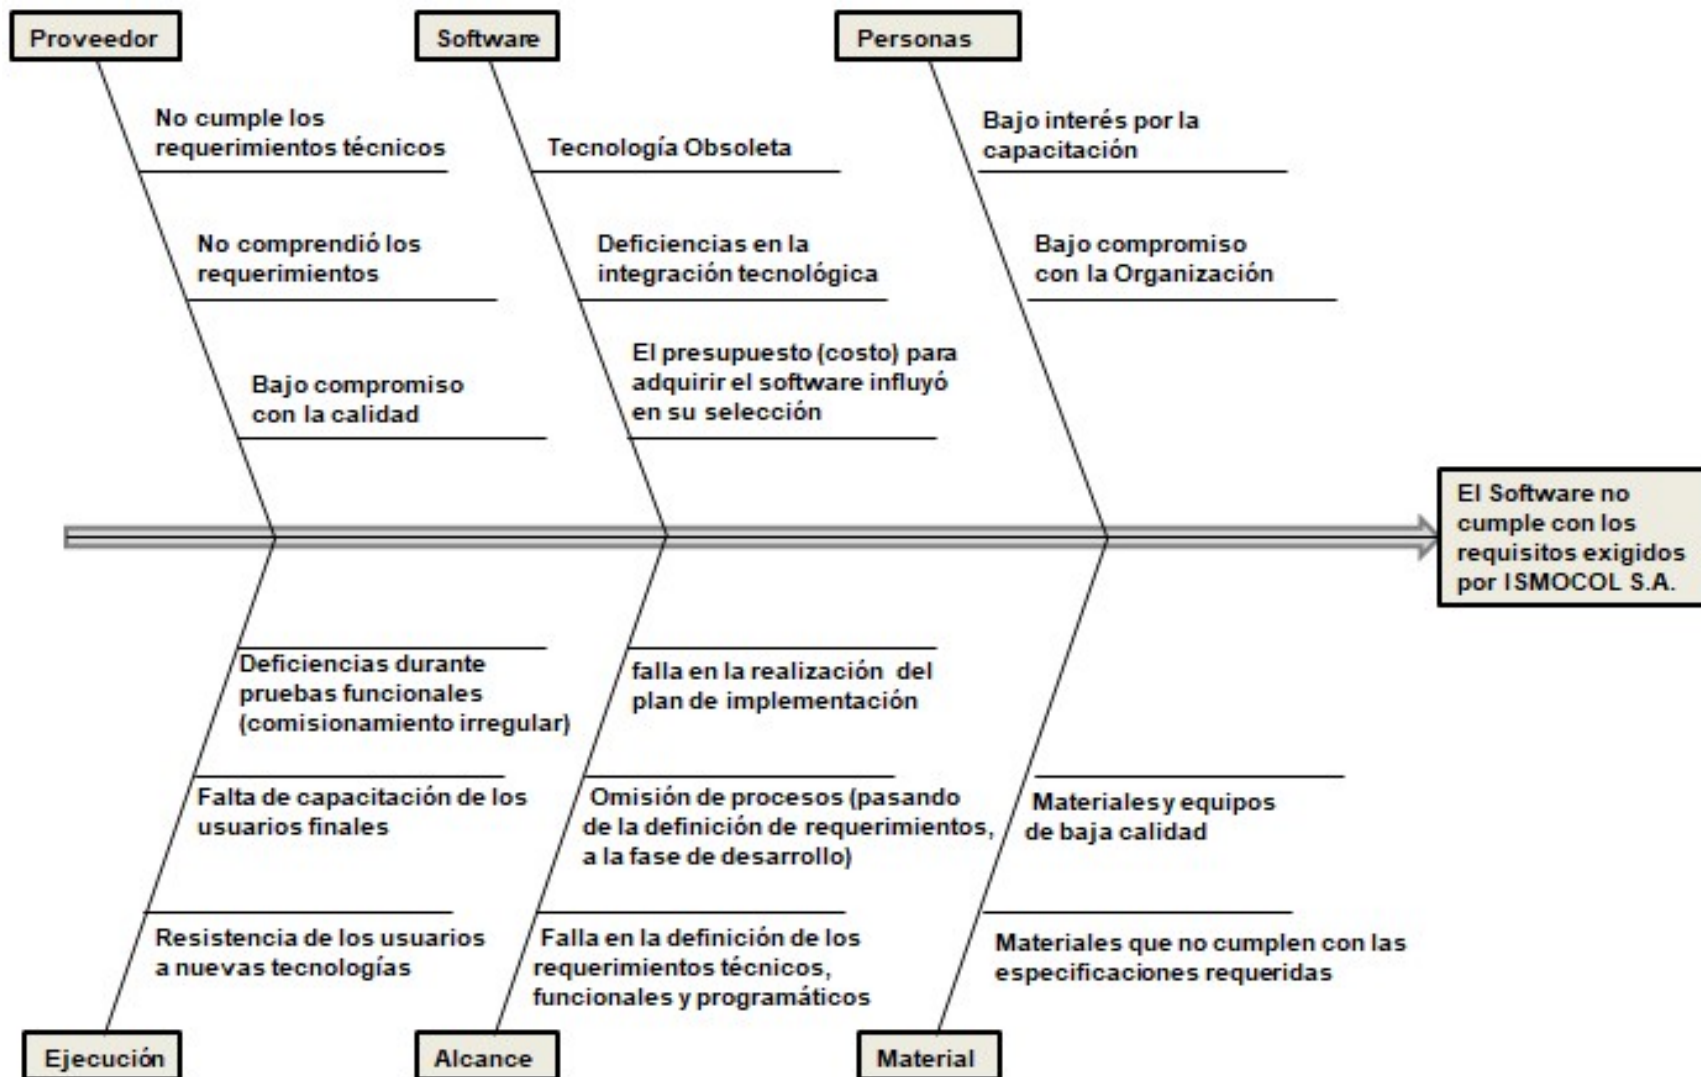 Proveedor
Software
Personas
No cumple los
requerimientos técnicos
Tecnología Obsoleta
Bajo interés por la
capacitación
No comprendió los
requerimientos
Deficiencias en la
integración tecnológica
Bajo compromiso
con la Organización
Bajo compromiso
con la calidad
El presupuesto (costo) para
adquirir el software influyó
en su selección
El Software no
cumple con los
requisitos exigidos
por ISMOCOL S.A.
Deficiencias durante
pruebas funcionales
(comisionamiento irregular)
falla en la realización del
plan de implementación
Falta de capacitación de los
usuarios finales
Omisión de procesos (pasando
de la definición de requerimientos,
a la fase de desarrollo)
Materiales y equipos
de baja calidad
Resistencia de los usuarios
a nuevas tecnologías
Falla en la definición de los
requerimientos técnicos,
funcionales y programáticos
Materiales que no cumplen con las
especificaciones requeridas
Ejecución
Alcance
Material